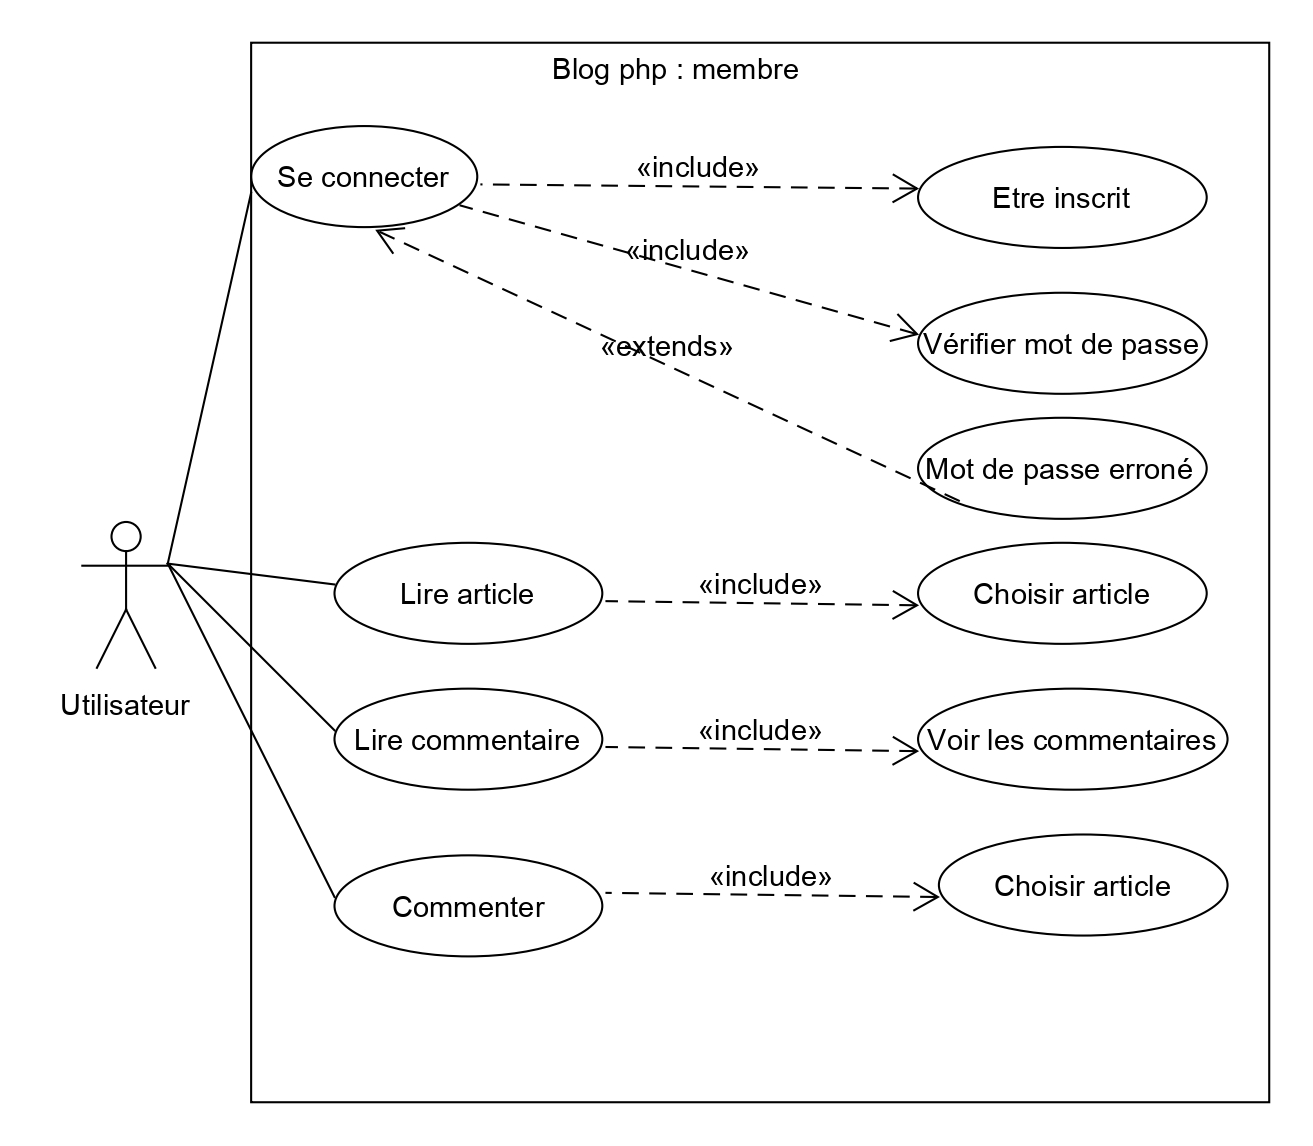 Blog php : membre
Se connecter
«include»
Etre inscrit
«include»
Vérifier mot de passe
«extends»
Mot de passe erroné
Lire article
«include»
Choisir article
Utilisateur
Lire commentaire
«include»
Voir les commentaires
Commenter
«include»
Choisir article